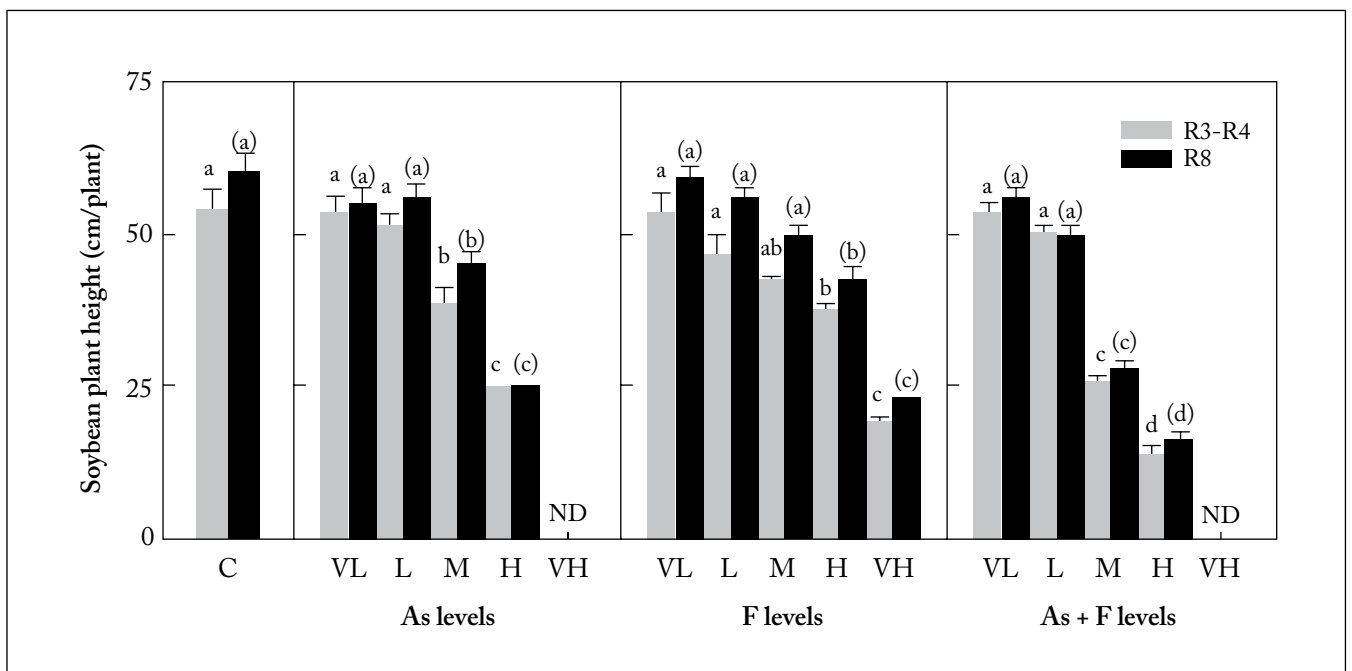 Soybean plant height (cm/plant)
75
50
25
0
R3-R4
R8
a (a)
a (a) a (a) b (b) c (c) ND
a (a) a (a) ab (a) b (b) c (c)
a (a) a (a) c (c) d (d) ND
C
VL L M H VH
VL L M H VH
VL L M H VH
As levels
F levels
As + F levels